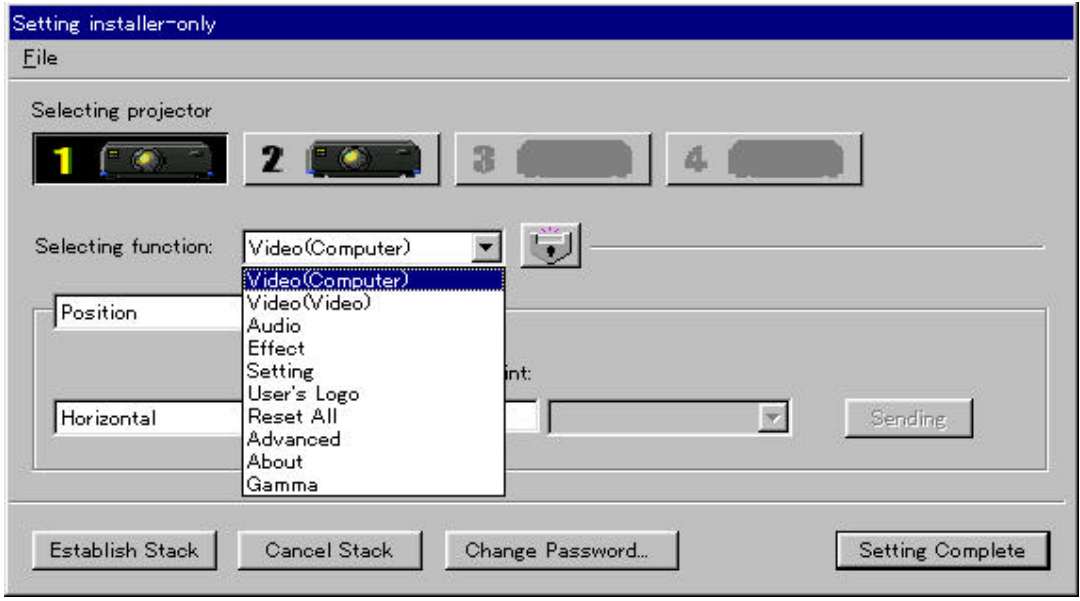 Setting installer-only
File
Selecting projector
1 2 3 4
Selecting function: Video(Computer)
Video(Computer)
Video(Video)
Audio
Effect
Setting
User's Logo
Reset All
Advanced
About
Gamma
Position
int:
Horizontal
Sending
Establish Stack Cancel Stack Change Password... Setting Complete